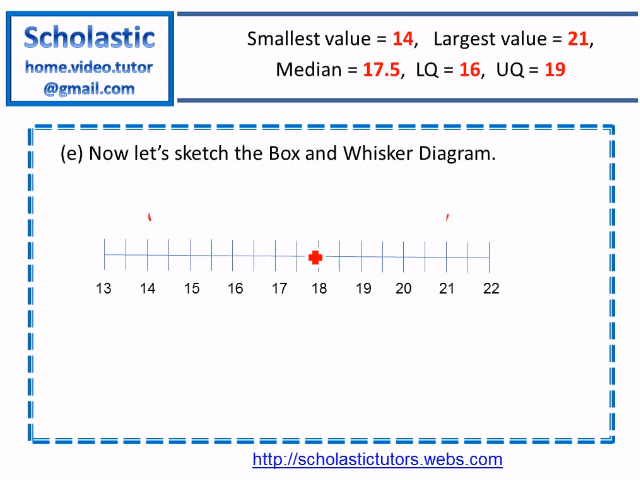 Scholastic
home.video.tutor
@gmail.com
Smallest value = 14, Largest value = 21,
Median = 17.5, LQ = 16, UQ = 19
(e) Now let's sketch the Box and Whisker Diagram.
13 14 15 16 17 18 19 20 21 22
http://scholastictutors.webs.com